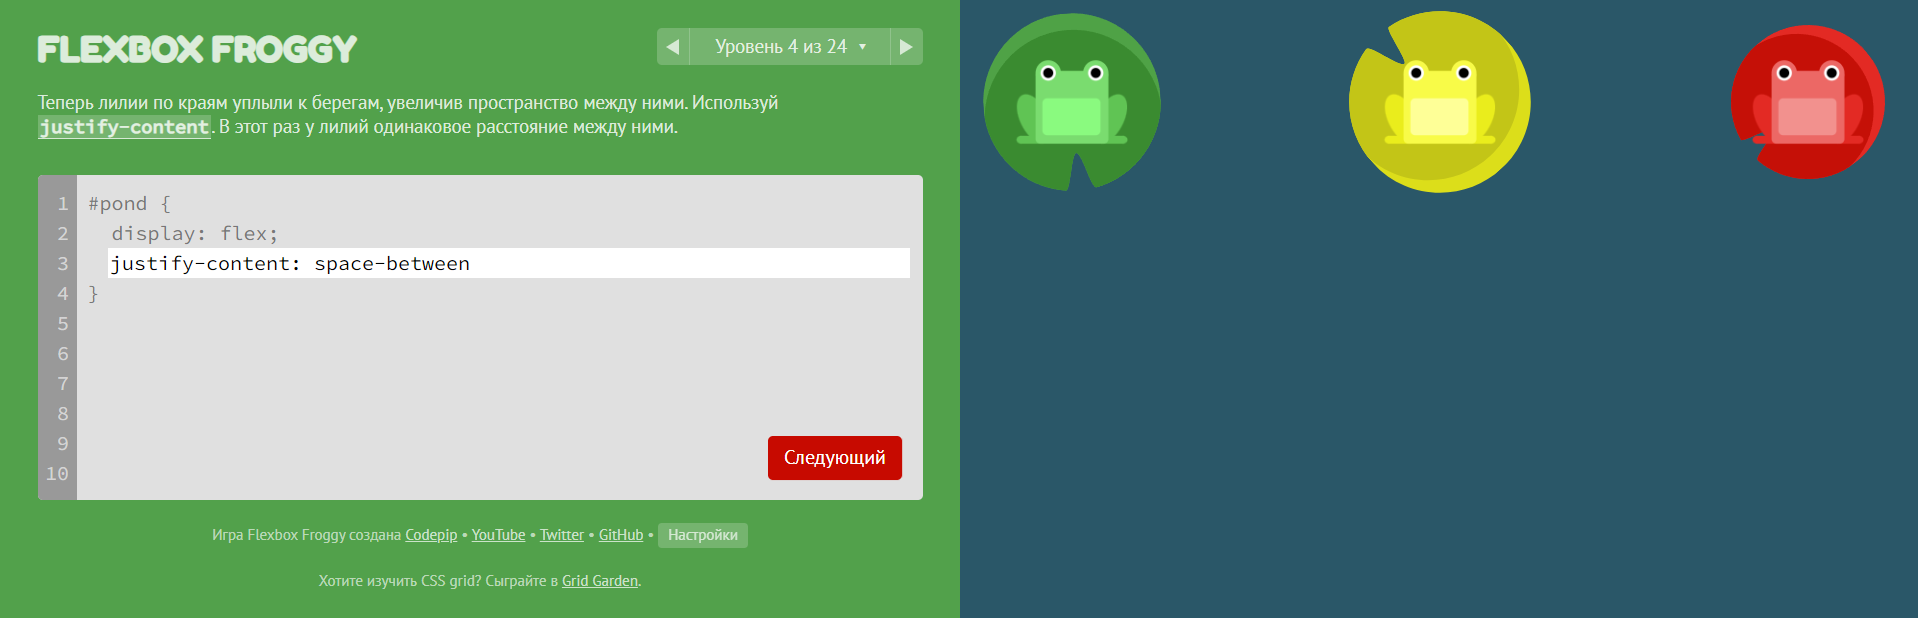 FLEXBOX FROGGY
Уровень 4 из 24
Теперь лилии по краям уплыли к берегам, увеличив пространство между ними. Используй
justify-content. В этот раз у лилий одинаковое расстояние между ними.
1 #pond {
2 display: flex;
3 justify-content: space-between
4 }
5
6
7
8
9
10
Следующий
Игра Flexbox Froggy создана Codepip • YouTube • Twitter • GitHub • Настройки
Хотите изучить CSS grid? Сыграйте в Grid Garden.